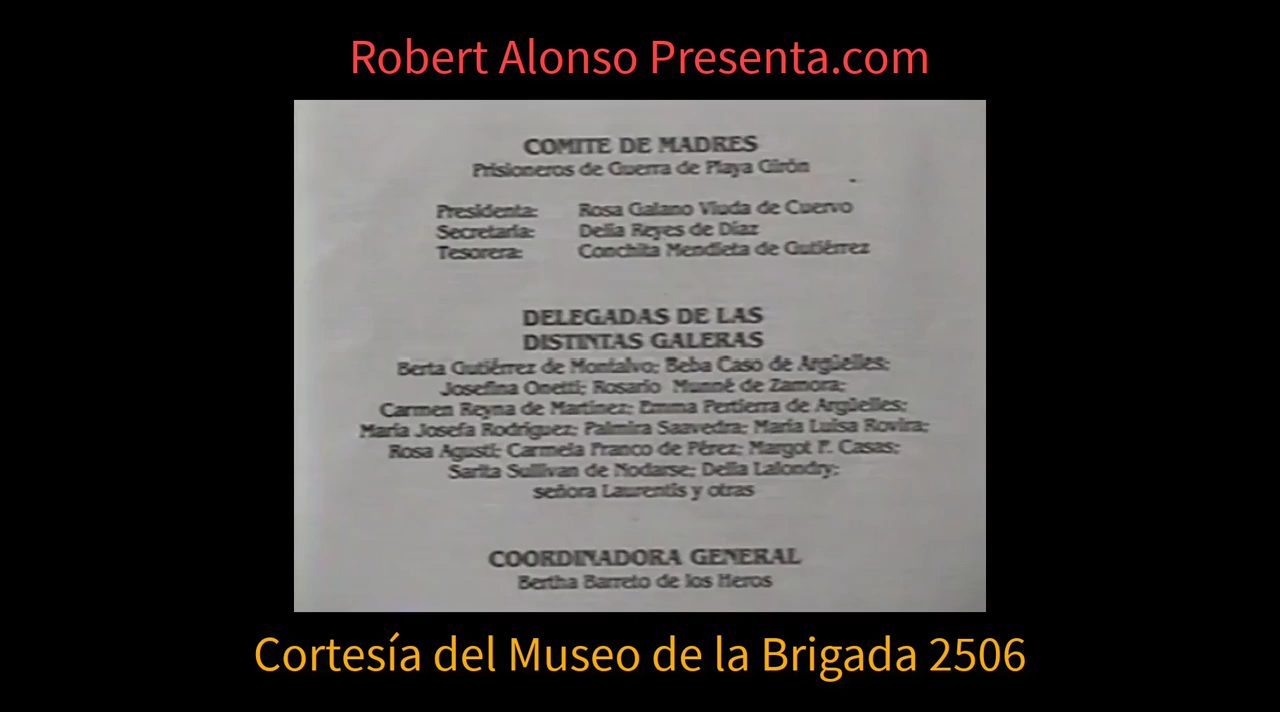 Robert Alonso Presenta.com
COMITE DE MADRES
Prisioneros de Guerra de Playa Girón
Presidenta: Rosa Galano Viuda de Cuervo
Secretaria: Delia Reyes de Díaz
Tesorera: Conchita Mendieta de Gutiérrez
DELEGADAS DE LAS
DISTINTAS GALERAS
Berta Gutiérrez de Montalvo; Beba Caso de Argüelles;
Josefina Onetti; Rosario Munné de Zamora;
Carmen Reyna de Martínez; Emma Pertierra de Argüelles;
María Josefa Rodríguez; Palmira Saavedra; María Luisa Rovira;
Rosa Agustí; Carmela Franco de Pérez; Margot F. Casas;
Sarita Sullivan de Nodarse; Delia Lalondry;
señora Laurentis y otras
COORDINADORA GENERAL
Bertha Barreto de los Heros
Cortesía del Museo de la Brigada 2506